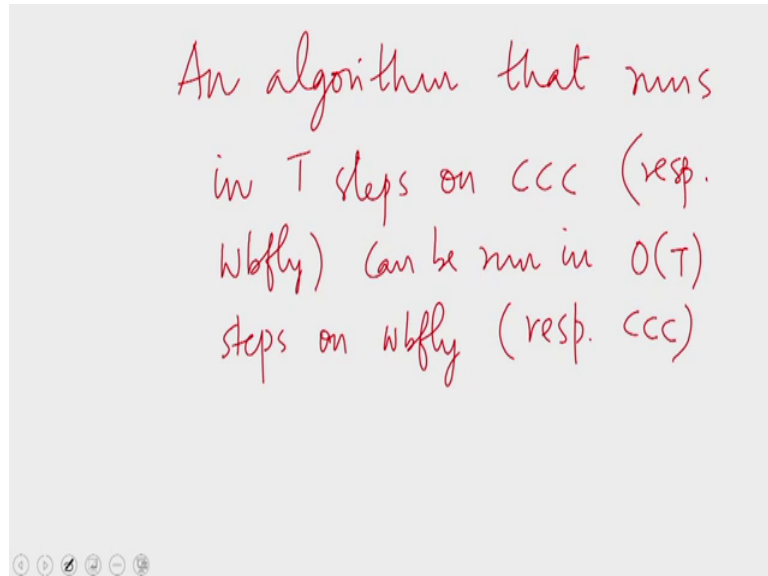 An algorithm that runs
in T steps on CCC (resp.
Wbfly) can be run in O(T)
steps on wbfly (resp. CCC)